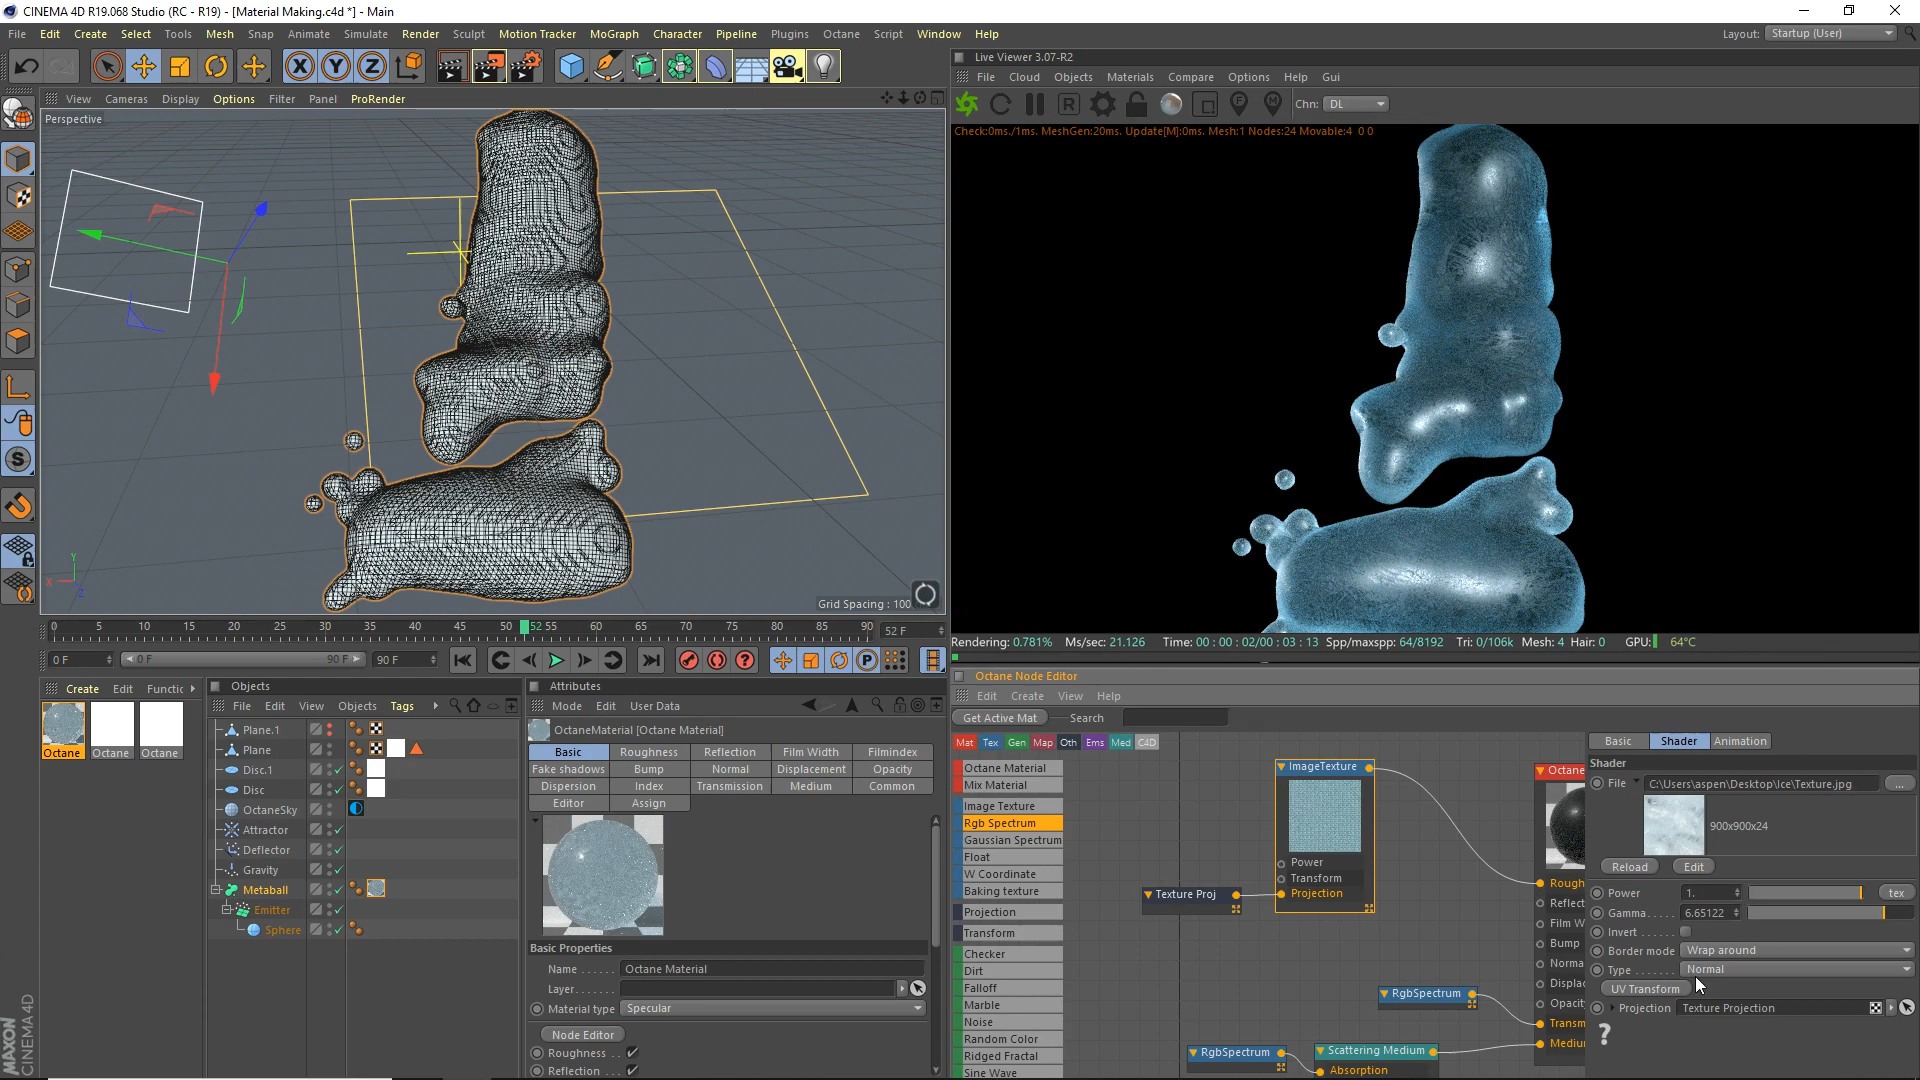 CINEMA 4D R19.068 Studio (RC - R19) - [Material Making.c4d *] - Main
File Edit Create Select Tools Mesh Snap Animate Simulate Render Sculpt Motion Tracker MoGraph Character Pipeline Plugins Octane Script Window Help
Layout: Startup (User)
Live Viewer 3.07-R2
File Cloud Objects Materials Compare Options Help Gui
View Cameras Display Options Filter Panel ProRender
Chn: DL
Perspective
Check:0ms./1ms. MeshGen:20ms. Update[M]:0ms. Mesh:1 Nodes:24 Movable:4 0 0
Grid Spacing : 100
0 5 10 15 20 25 30 35 40 45 50 52 55 60 65 70 75 80 85 90
52 F
Rendering: 0.781% Ms/sec: 21.126 Time: 00 : 00 : 02/00 : 03 : 13 Spp/maxspp: 64/8192 Tri: 0/106k Mesh: 4 Hair: 0 GPU: 64°C
0 F
0 F
90 F
90 F
Octane Node Editor
Edit Create View Help
Get Active Mat Search
Mat Tex Gen Map Oth Ems Med C4D
Octane Material
Mix Material
Image Texture
Rgb Spectrum
Gaussian Spectrum
Float
W Coordinate
Baking texture
Projection
Transform
Checker
Dirt
Falloff
Marble
Noise
Random Color
Ridged Fractal
Sine Wave
Texture Proj
ImageTexture
Power
Transform
Projection
RgbSpectrum
RgbSpectrum
Scattering Medium
Absorption
Octane
Rough
Reflect
Film W
Bump
Norma
Displac
Opacit
Transm
Mediu
Basic Shader Animation
Shader
File C:\Users\aspen\Desktop\Ice\Texture.jpg ...
900x900x24
Reload Edit
Power 1. tex
Gamma..... 6.65122
Invert
Border mode Wrap around
Type Normal
UV Transform
Projection Texture Projection
?
Create Edit Functic
Octane Octane Octane
Objects
File Edit View Objects Tags
Plane.1
Plane
Disc.1
Disc
OctaneSky
Attractor
Deflector
Gravity
Metaball
Emitter
Sphere
Attributes
Mode Edit User Data
OctaneMaterial [Octane Material]
Basic Roughness Reflection Film Width Filmindex
Fake shadows Bump Normal Displacement Opacity
Dispersion Index Transmission Medium Common
Editor Assign
Basic Properties
Name ...... Octane Material
Layer.......
Material type Specular
Node Editor
Roughness
Reflection
MAXON
CINEMA 4D